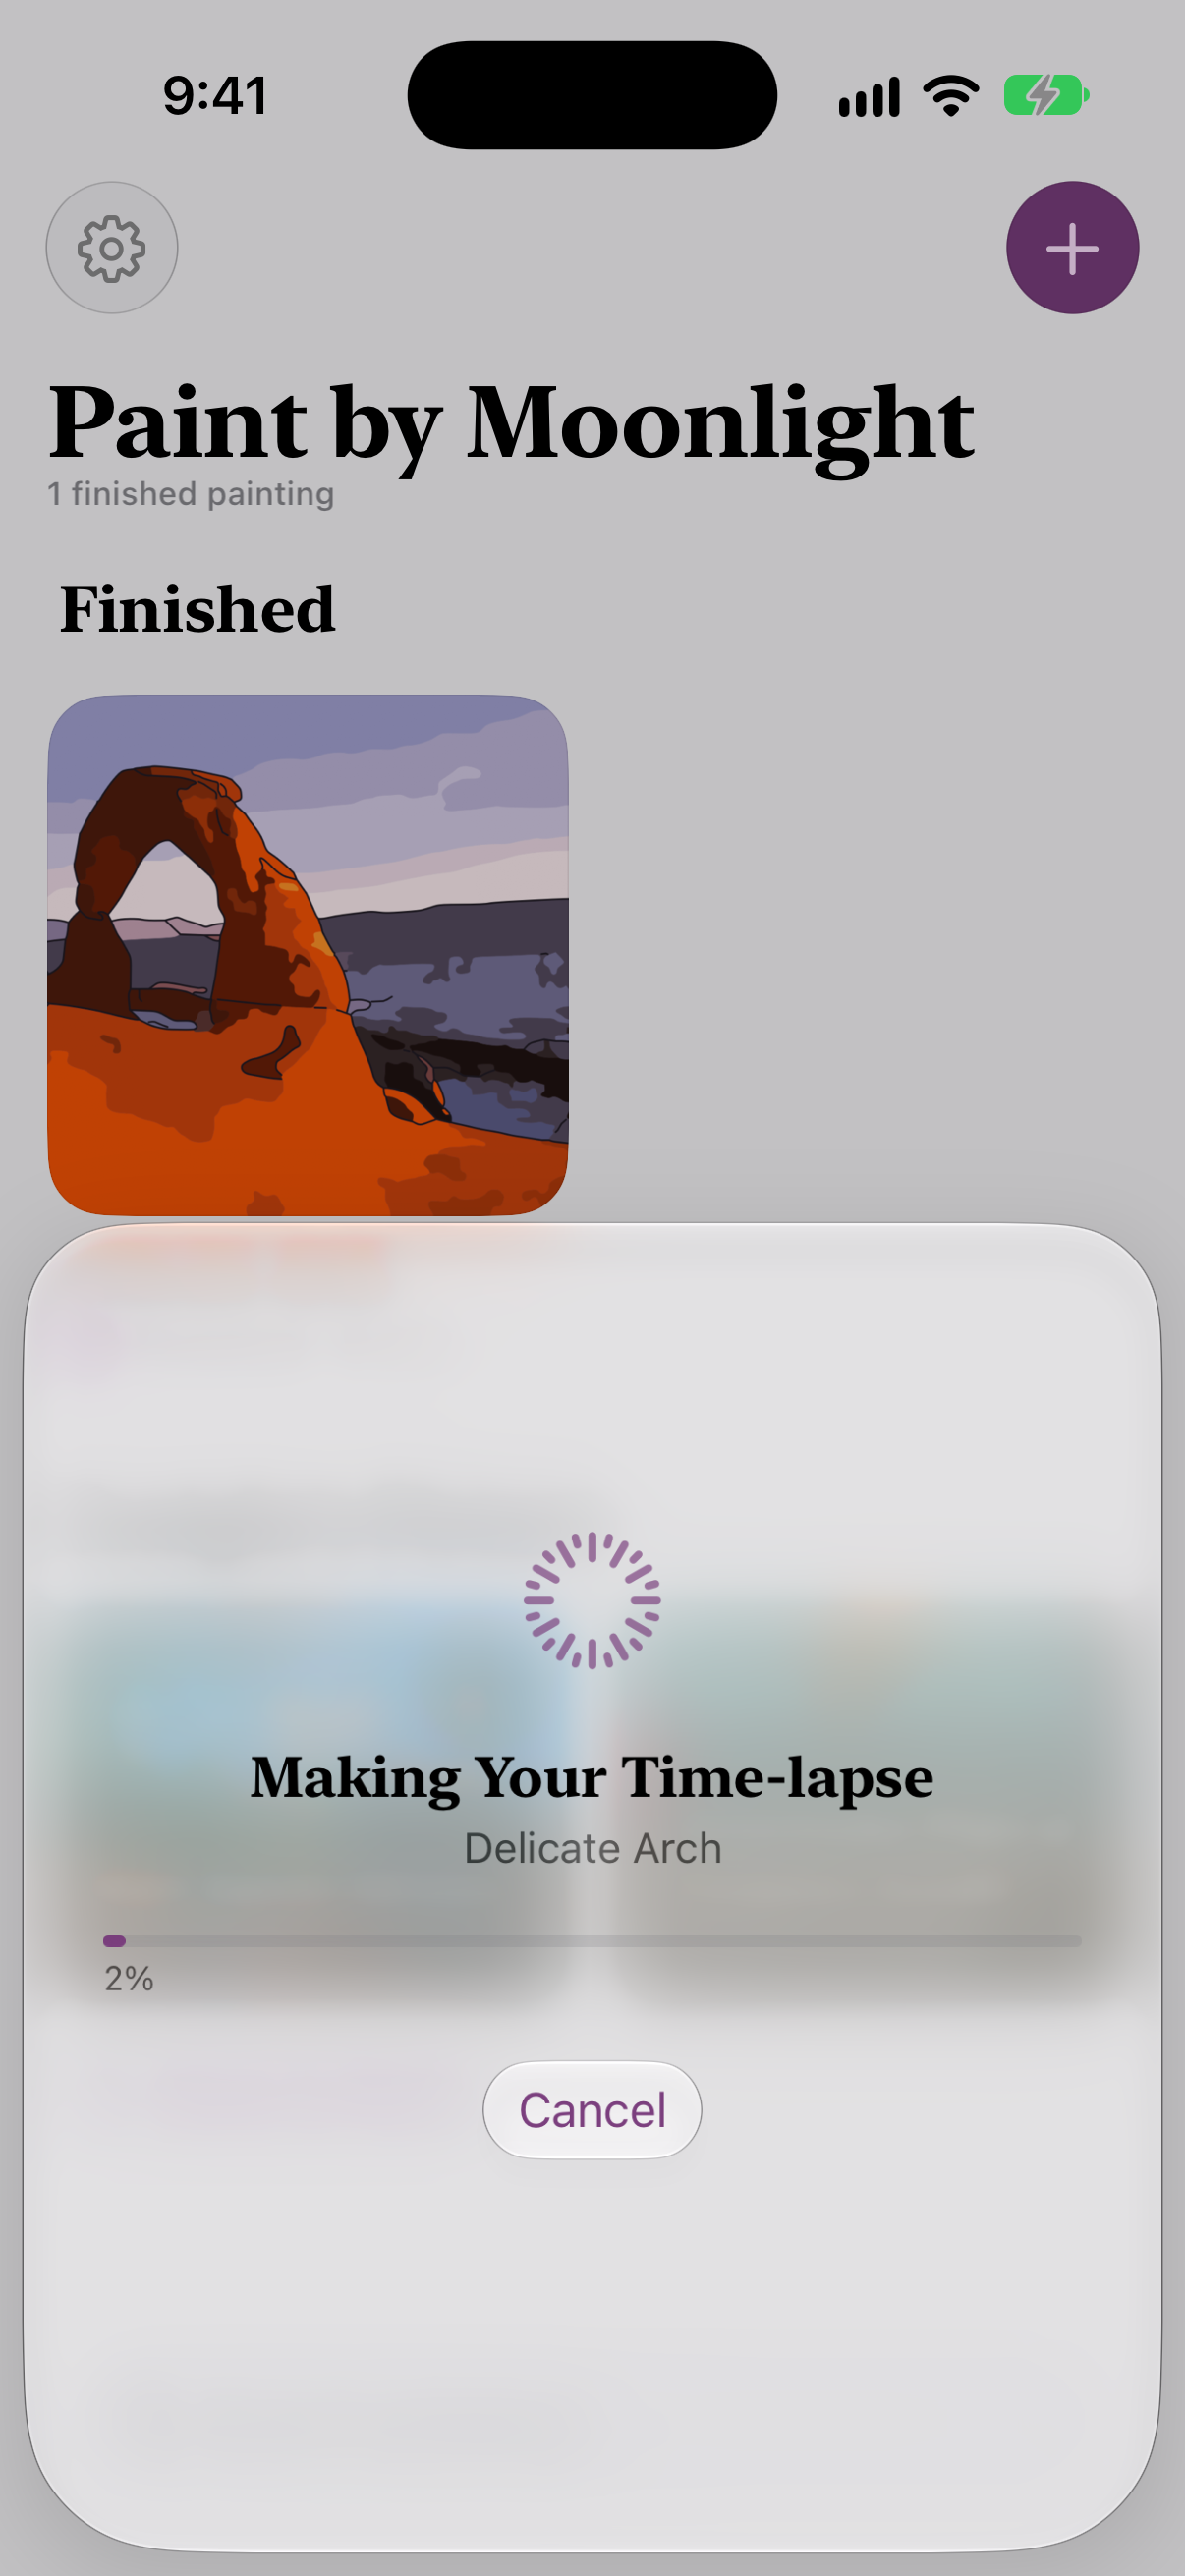 9:41
Paint by Moonlight
1 finished painting
Finished
Making Your Time-lapse
Delicate Arch
2%
Cancel